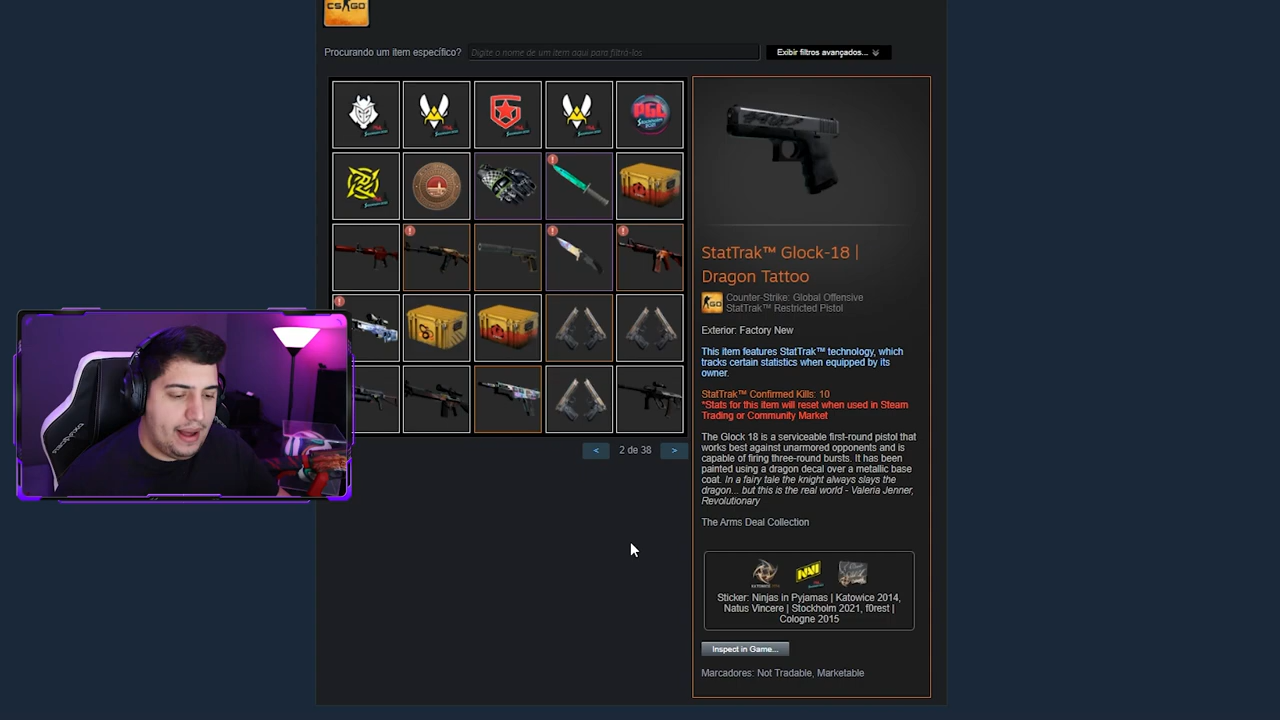 CS GO
Procurando um item específico?
Digite o nome de um item aqui para filtrá-los
Exibir filtros avançados...
PGL
StatTrak™ Glock-18 |
Dragon Tattoo
Counter-Strike: Global Offensive
StatTrak™ Restricted Pistol
Exterior: Factory New
This item features StatTrak™ technology, which
tracks certain statistics when equipped by its
owner.
StatTrak™ Confirmed Kills: 10
*Stats for this item will reset when used in Steam
Trading or Community Market
The Glock 18 is a serviceable first-round pistol that
works best against unarmored opponents and is
capable of firing three-round bursts. It has been
painted using a dragon decal over a metallic base
coat. In a fairy tale the knight always slays the
dragon... but this is the real world - Valeria Jenner,
Revolutionary
The Arms Deal Collection
NAVI
Sticker: Ninjas in Pyjamas | Katowice 2014,
Natus Vincere | Stockholm 2021, f0rest |
Cologne 2015
Inspect in Game...
Marcadores: Not Tradable, Marketable
< 2 de 38 >